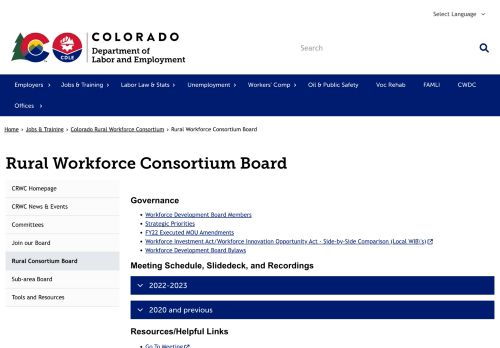 Select Language
COLORADO
Department of
Labor and Employment
CDLE
Search
Employers Jobs & Training Labor Law & Stats Unemployment Workers' Comp Oil & Public Safety Voc Rehab FAMLI CWDC
Offices
Home › Jobs & Training › Colorado Rural Workforce Consortium › Rural Workforce Consortium Board
Rural Workforce Consortium Board
CRWC Homepage
CRWC News & Events
Committees
Join our Board
Rural Consortium Board
Sub-area Board
Tools and Resources
Governance
Workforce Development Board Members
Strategic Priorities
FY22 Executed MOU Amendments
Workforce Investment Act/Workforce Innovation Opportunity Act - Side-by-Side Comparison (Local WIB\'s)
Workforce Development Board Bylaws
Meeting Schedule, Slidedeck, and Recordings
2022-2023
2020 and previous
Resources/Helpful Links
Go To Meeting